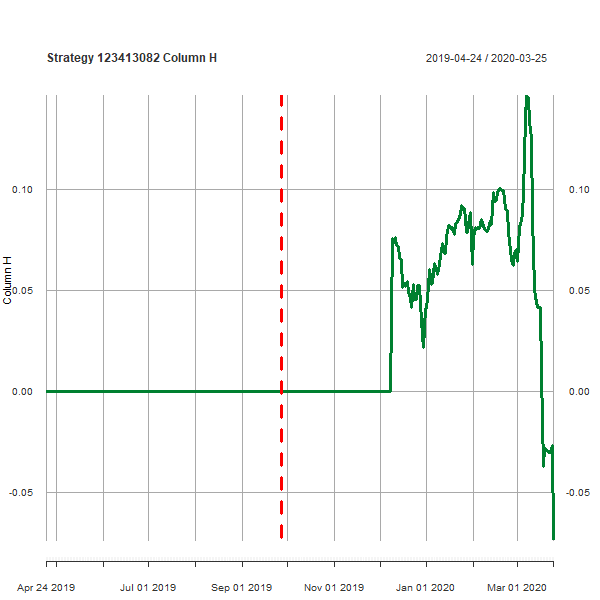 Strategy 123413082 Column H
2019-04-24 / 2020-03-25
0.10
0.10
0.05
0.05
Column H
0.00
0.00
-0.05
-0.05
Apr 24 2019
Jul 01 2019
Sep 01 2019
Nov 01 2019
Jan 01 2020
Mar 01 2020